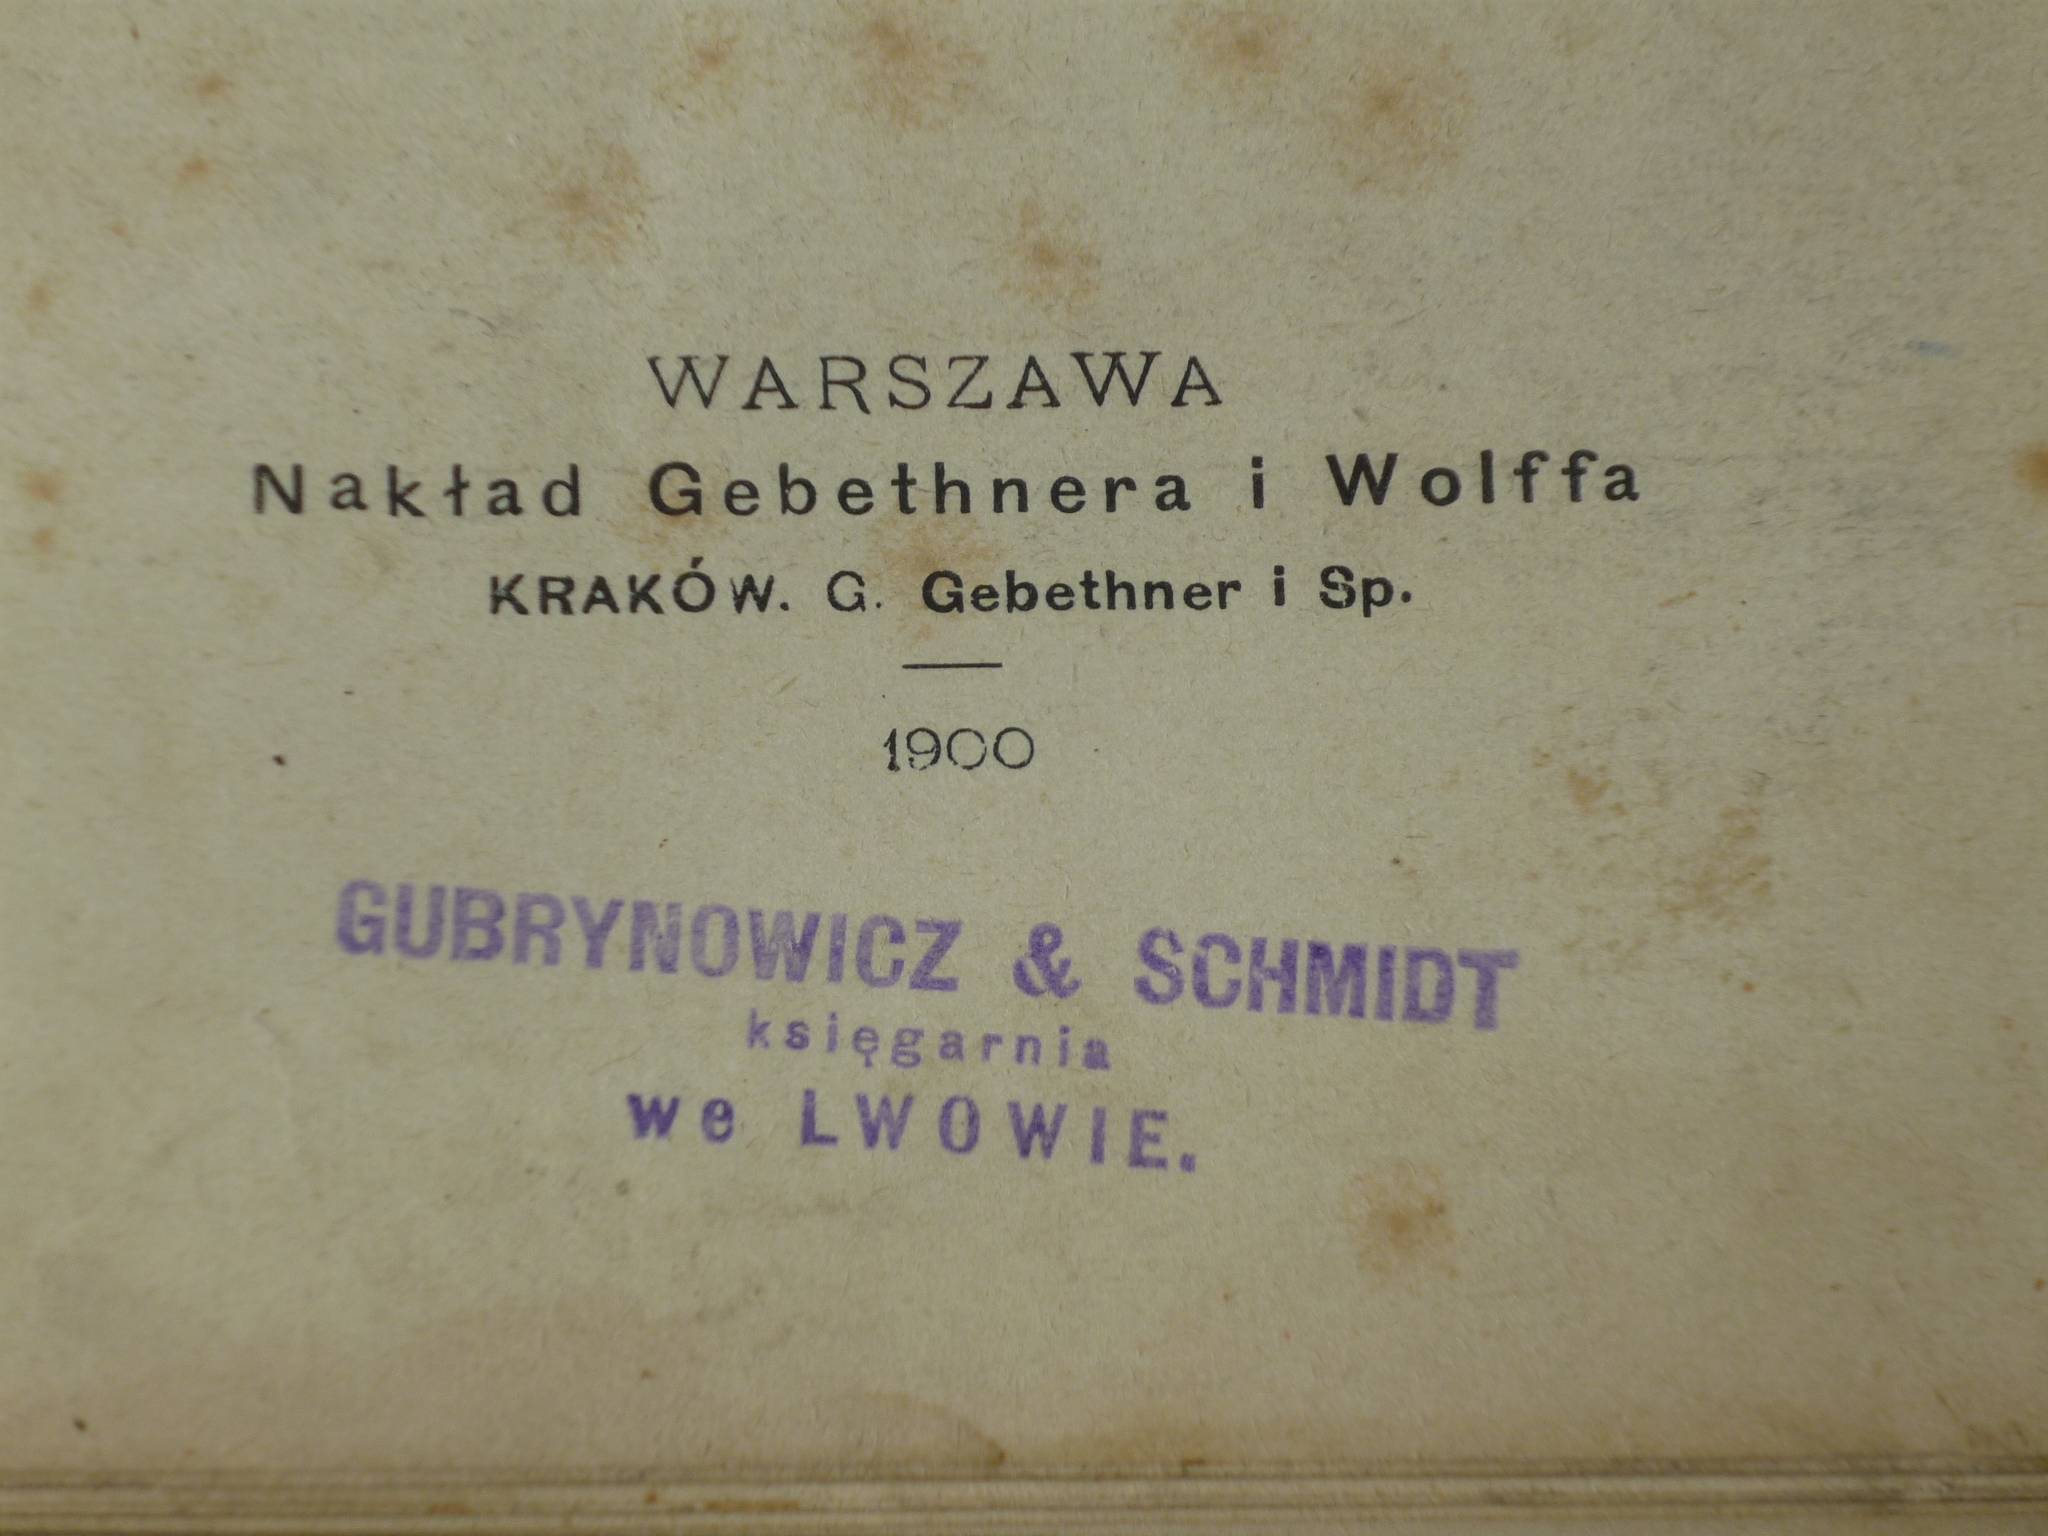 WARSZAWA
Nakład Gebethnera i Wolffa
KRAKÓW. G. Gebethner i Sp.
1900
GUBRYNOWICZ & SCHMIDT
księgarnia
we LWOWIE.